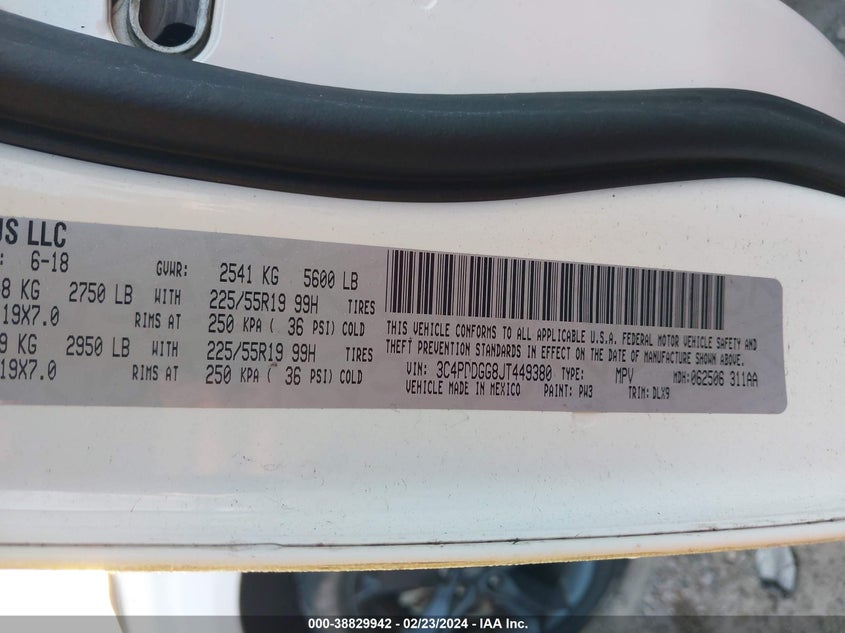 US LLC
: 6-18 GVWR: 2541 KG 5600 LB
8 KG 2750 LB WITH 225/55R19 99H TIRES
19X7.0 RIMS AT 250 KPA ( 36 PSI) COLD
9 KG 2950 LB WITH 225/55R19 99H TIRES
19X7.0 RIMS AT 250 KPA ( 36 PSI) COLD
THIS VEHICLE CONFORMS TO ALL APPLICABLE U.S.A. FEDERAL MOTOR VEHICLE SAFETY AND
THEFT PREVENTION STANDARDS IN EFFECT ON THE DATE OF MANUFACTURE SHOWN ABOVE.
VIN: 3C4PDDGG8JT449380 TYPE: MPV MDH: 062506 311AA
VEHICLE MADE IN MEXICO PAINT: PW3 TRIM: DLX9
000-38829942 - 02/23/2024 - IAA Inc.